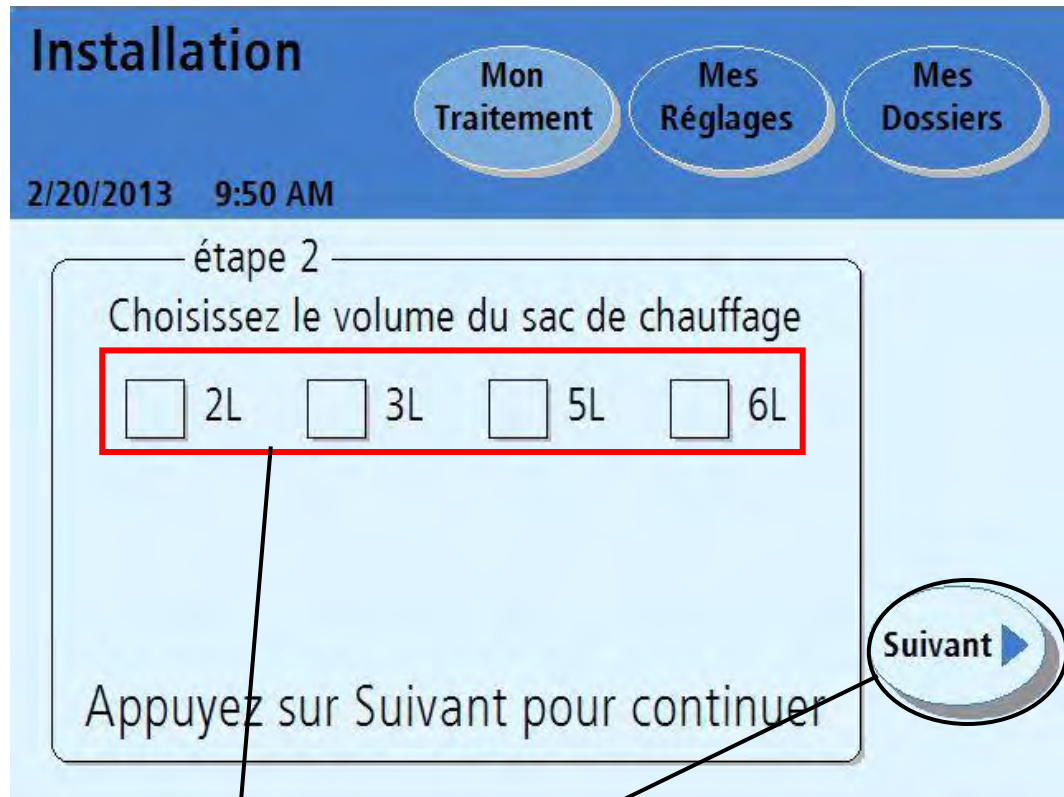 Installation
Mon
Traitement
Mes
Réglages
Mes
Dossiers
2/20/2013 9:50 AM
étape 2
Choisissez le volume du sac de chauffage
2L 3L 5L 6L
Suivant
Appuyez sur Suivant pour continuer